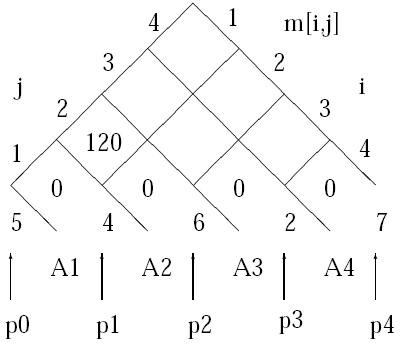 4 1 m[i,j]
3 2
j i
2 3
120
1 4
0 0 0 0
5 4 6 2 7
A1 A2 A3 A4
p0 p1 p2 p3 p4